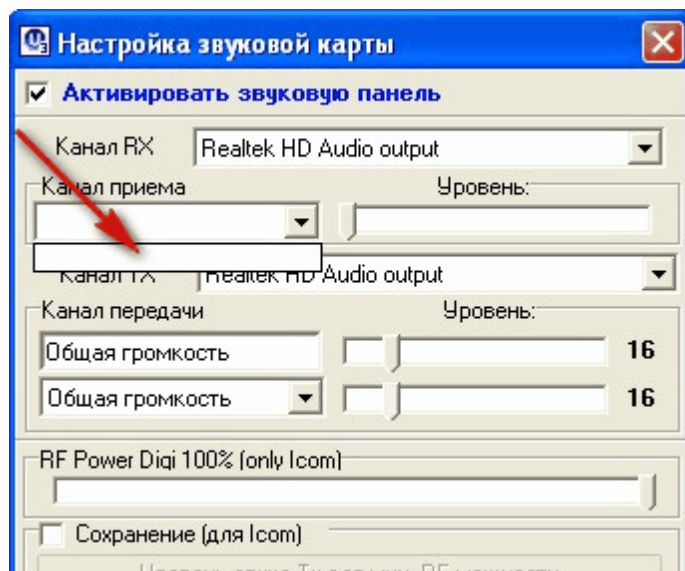 Настройка звуковой карты
Активировать звуковую панель
Канал RX Realtek HD Audio output
Канал приема Уровень:
Канал TX Realtek HD Audio output
Канал передачи Уровень:
Общая громкость 16
Общая громкость 16
RF Power Digi 100% (only Icom)
Сохранение (для Icom)